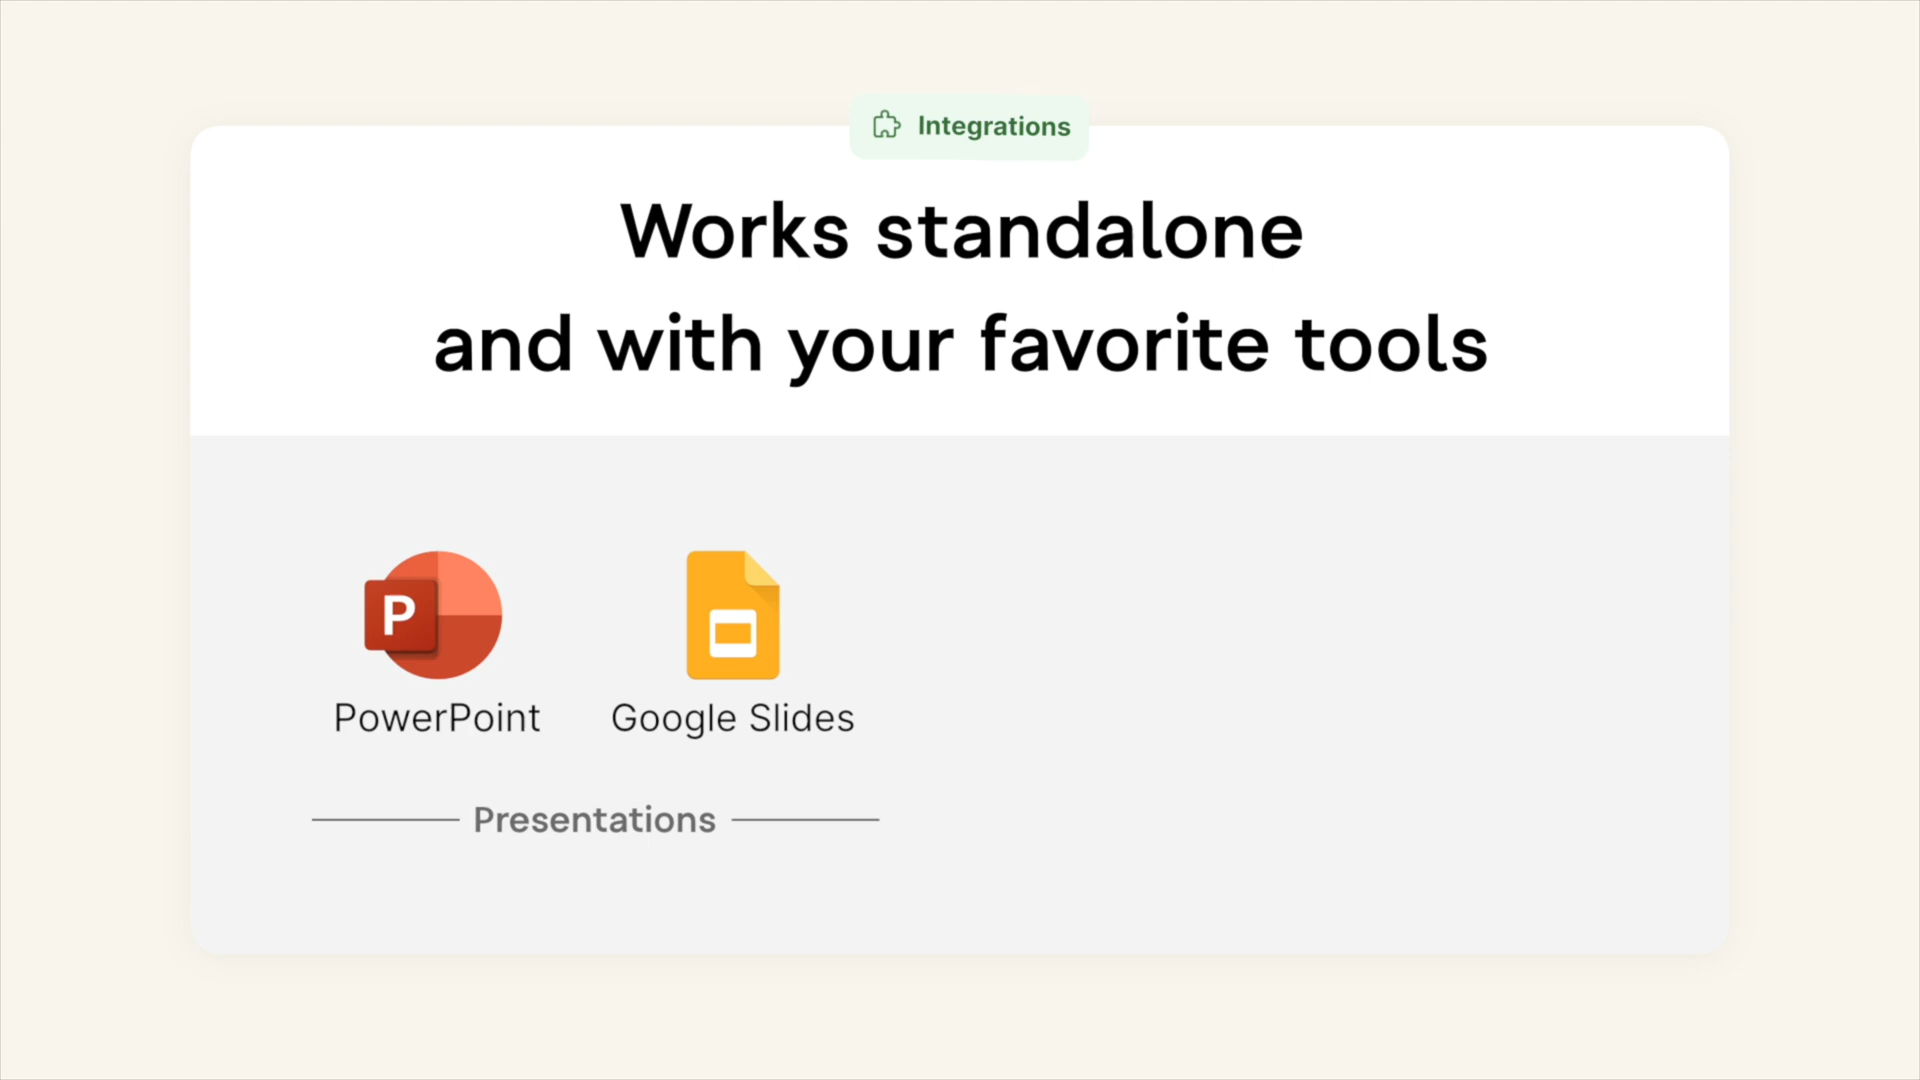 Integrations
Works standalone
and with your favorite tools
P
PowerPoint
Google Slides
Presentations